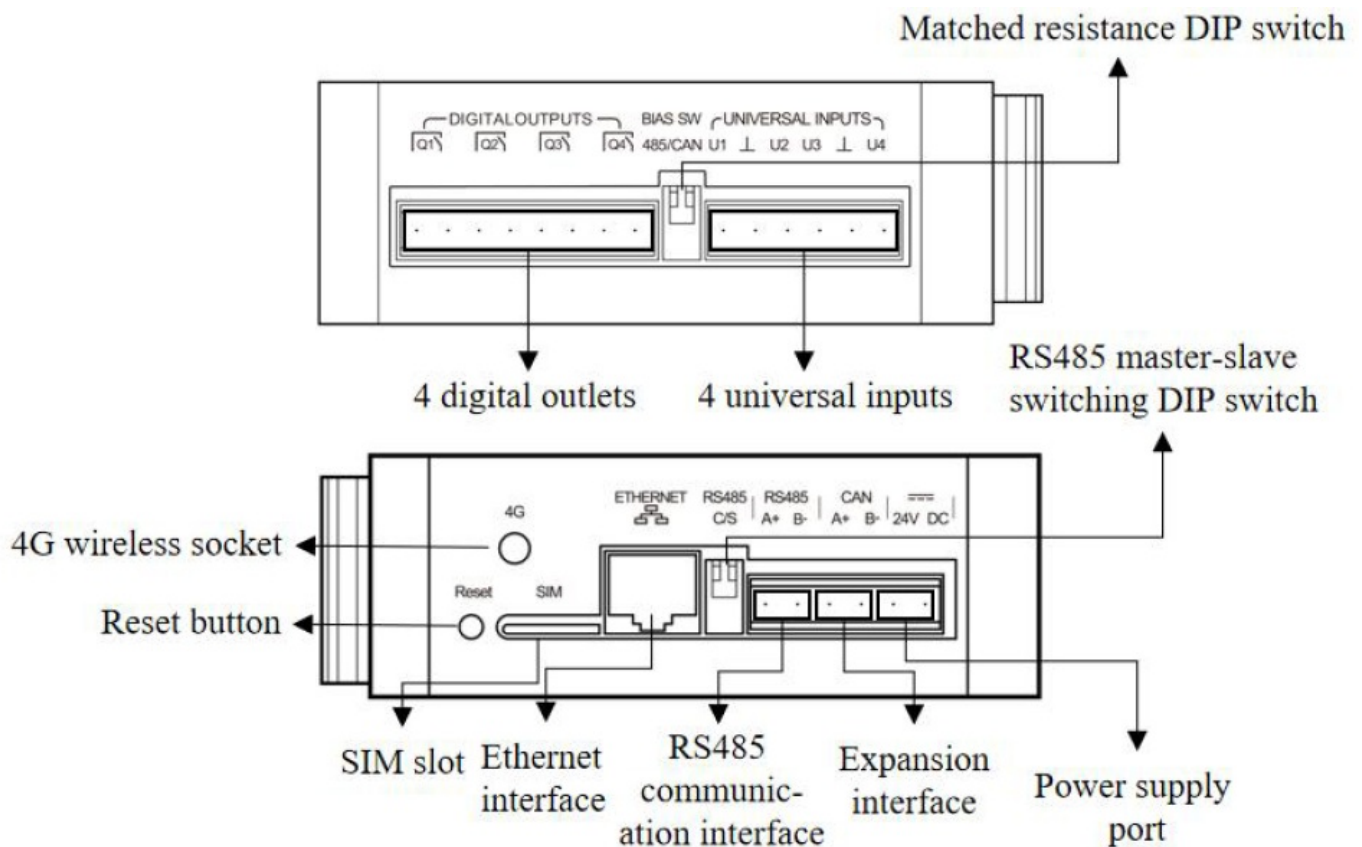 Matched resistance DIP switch
DIGITAL OUTPUTS BIAS SW UNIVERSAL INPUTS
Q1 Q2 Q3 Q4 485/CAN U1 ⊥ U2 U3 ⊥ U4
4 digital outlets 4 universal inputs
RS485 master-slave
switching DIP switch
4G wireless socket
Reset button
4G
Reset SIM
ETHERNET RS485 RS485 CAN
C/S A+ B- A+ B- 24V DC
SIM slot
Ethernet
interface
RS485
communic-
ation interface
Expansion
interface
Power supply
port